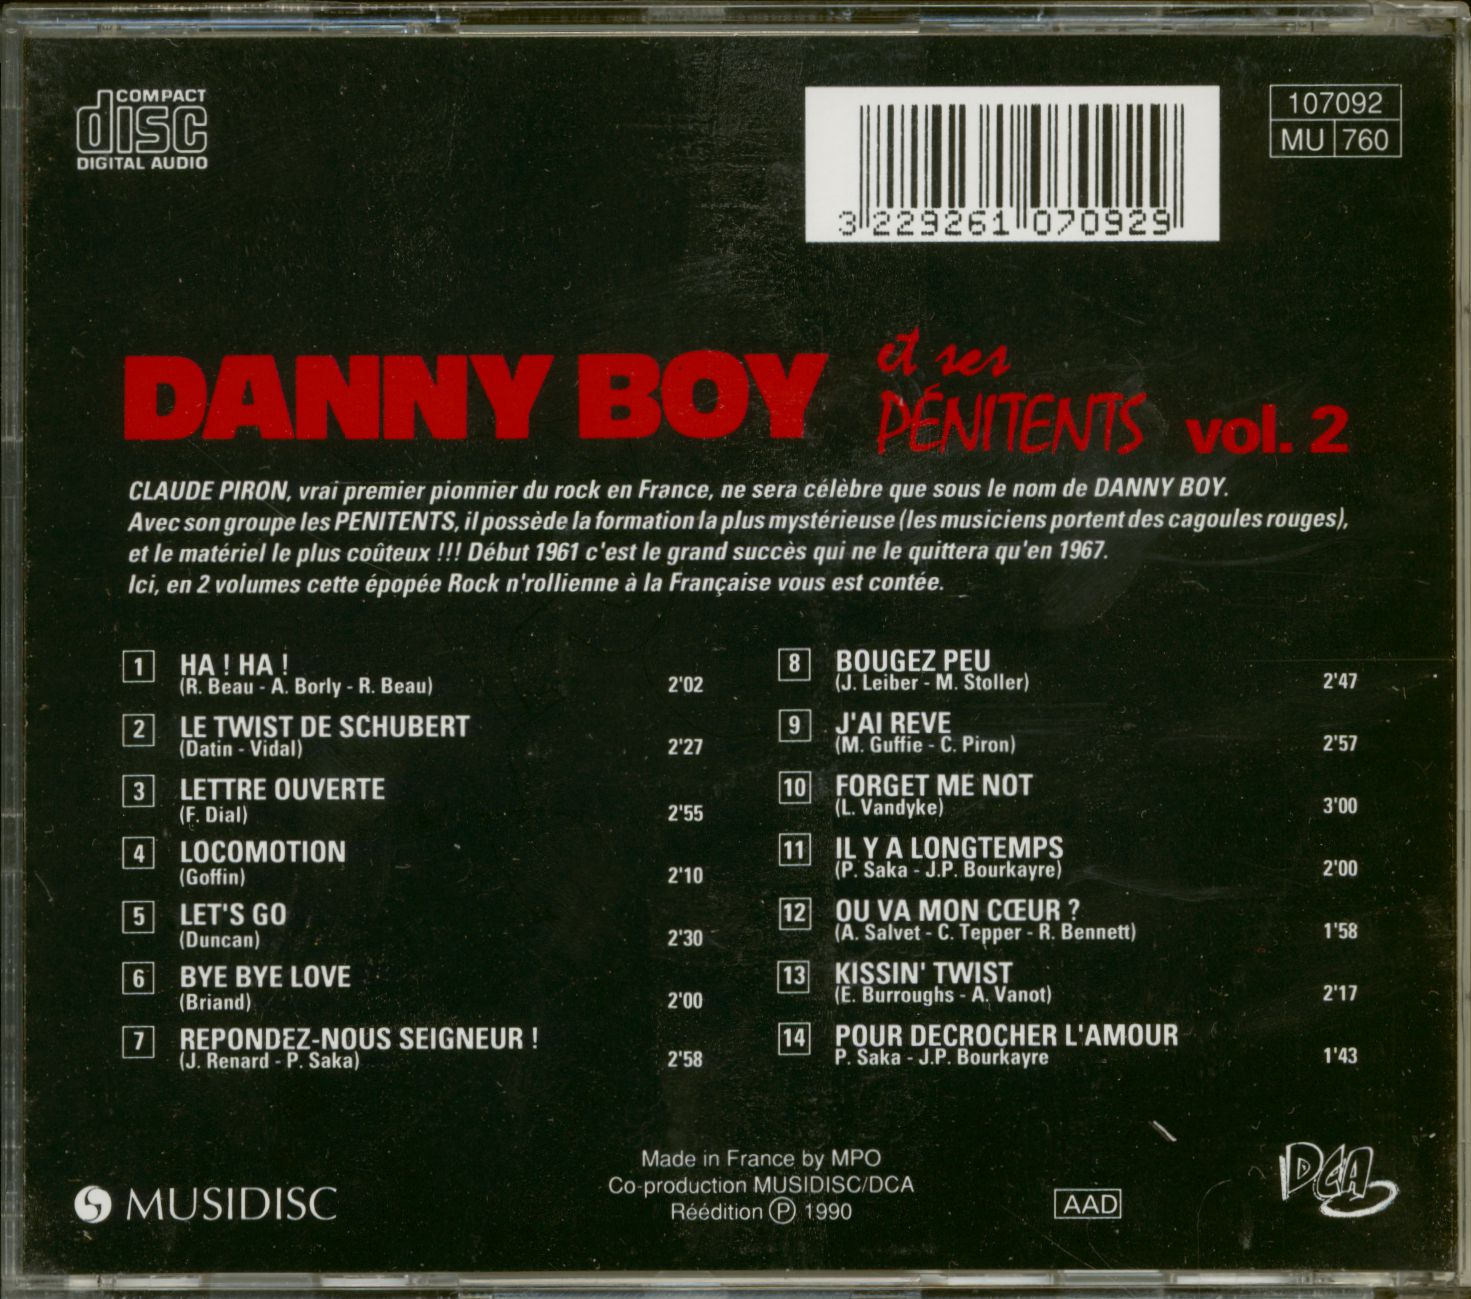 COMPACT
disc
DIGITAL AUDIO
3 229261 070929
107092
MU 760
DANNY BOY et ses PÉNITENTS vol. 2
CLAUDE PIRON, vrai premier pionnier du rock en France, ne sera célèbre que sous le nom de DANNY BOY.
Avec son groupe les PENITENTS, il possède la formation la plus mystérieuse (les musiciens portent des cagoules rouges),
et le matériel le plus coûteux !!! Début 1961 c'est le grand succès qui ne le quittera qu'en 1967.
Ici, en 2 volumes cette épopée Rock n'rollienne à la Française vous est contée.
1 HA ! HA !
(R. Beau - A. Borly - R. Beau) 2'02
2 LE TWIST DE SCHUBERT
(Datin - Vidal) 2'27
3 LETTRE OUVERTE
(F. Dial) 2'55
4 LOCOMOTION
(Goffin) 2'10
5 LET'S GO
(Duncan) 2'30
6 BYE BYE LOVE
(Briand) 2'00
7 REPONDEZ-NOUS SEIGNEUR !
(J. Renard - P. Saka) 2'58
8 BOUGEZ PEU
(J. Leiber - M. Stoller) 2'47
9 J'AI REVE
(M. Guffie - C. Piron) 2'57
10 FORGET ME NOT
(L. Vandyke) 3'00
11 IL Y A LONGTEMPS
(P. Saka - J.P. Bourkayre) 2'00
12 OU VA MON CŒUR ?
(A. Salvet - C. Tepper - R. Bennett) 1'58
13 KISSIN' TWIST
(E. Burroughs - A. Vanot) 2'17
14 POUR DECROCHER L'AMOUR
P. Saka - J.P. Bourkayre 1'43
MUSIDISC
Made in France by MPO
Co-production MUSIDISC/DCA
Réédition Ⓟ 1990
AAD
DCA